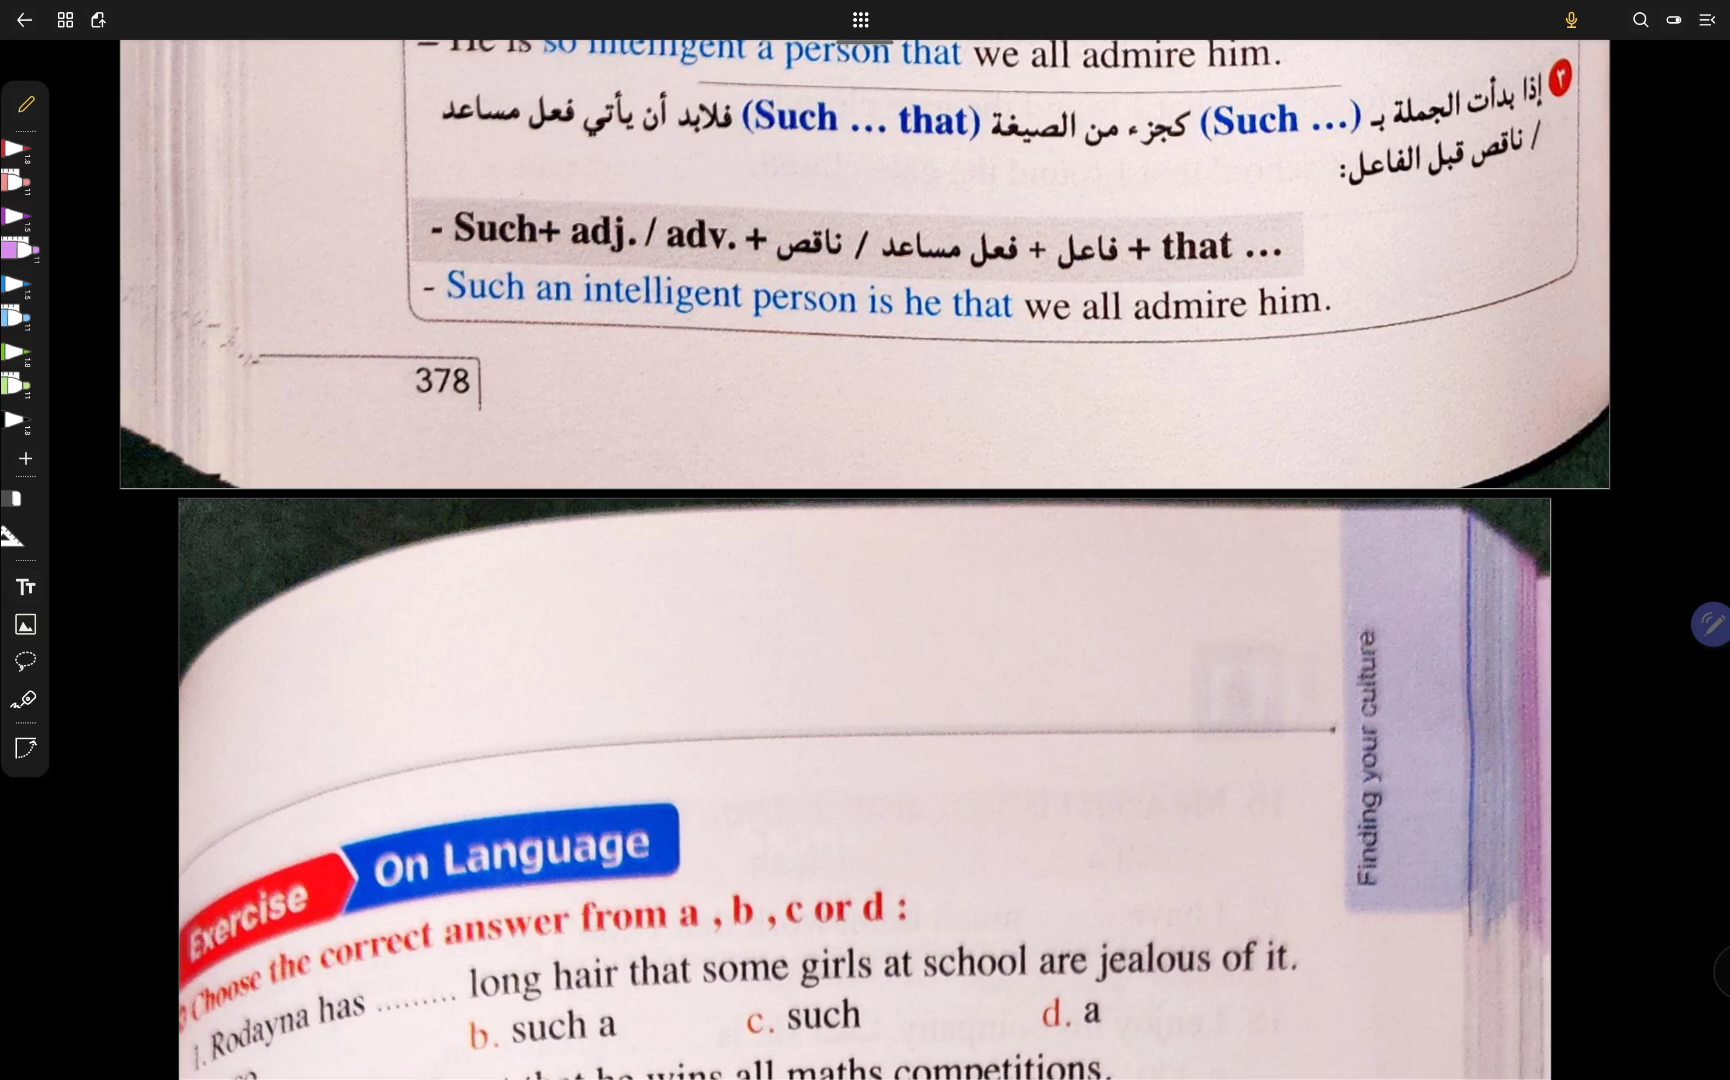 – He is so intelligent a person that we all admire him.
٣ إذا بدأت الجملة بـ (Such ...) كجزء من الصيغة (Such ... that) فلابد أن يأتي فعل مساعد
/ ناقص قبل الفاعل:
- Such+ adj. / adv. + فعل مساعد / ناقص + فاعل + that ...
- Such an intelligent person is he that we all admire him.
378
Finding your culture
Exercise On Language
Choose the correct answer from a , b , c or d :
1. Rodayna has ......... long hair that some girls at school are jealous of it.
b. such a c. such d. a
that he wins all maths competitions.